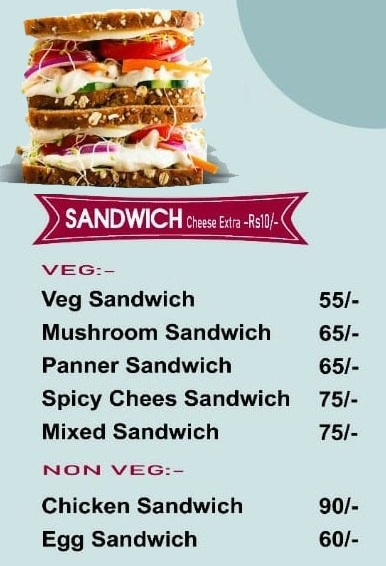 SANDWICH Cheese Extra -Rs10/-
VEG:-
Veg Sandwich 55/-
Mushroom Sandwich 65/-
Panner Sandwich 65/-
Spicy Chees Sandwich 75/-
Mixed Sandwich 75/-
NON VEG:-
Chicken Sandwich 90/-
Egg Sandwich 60/-